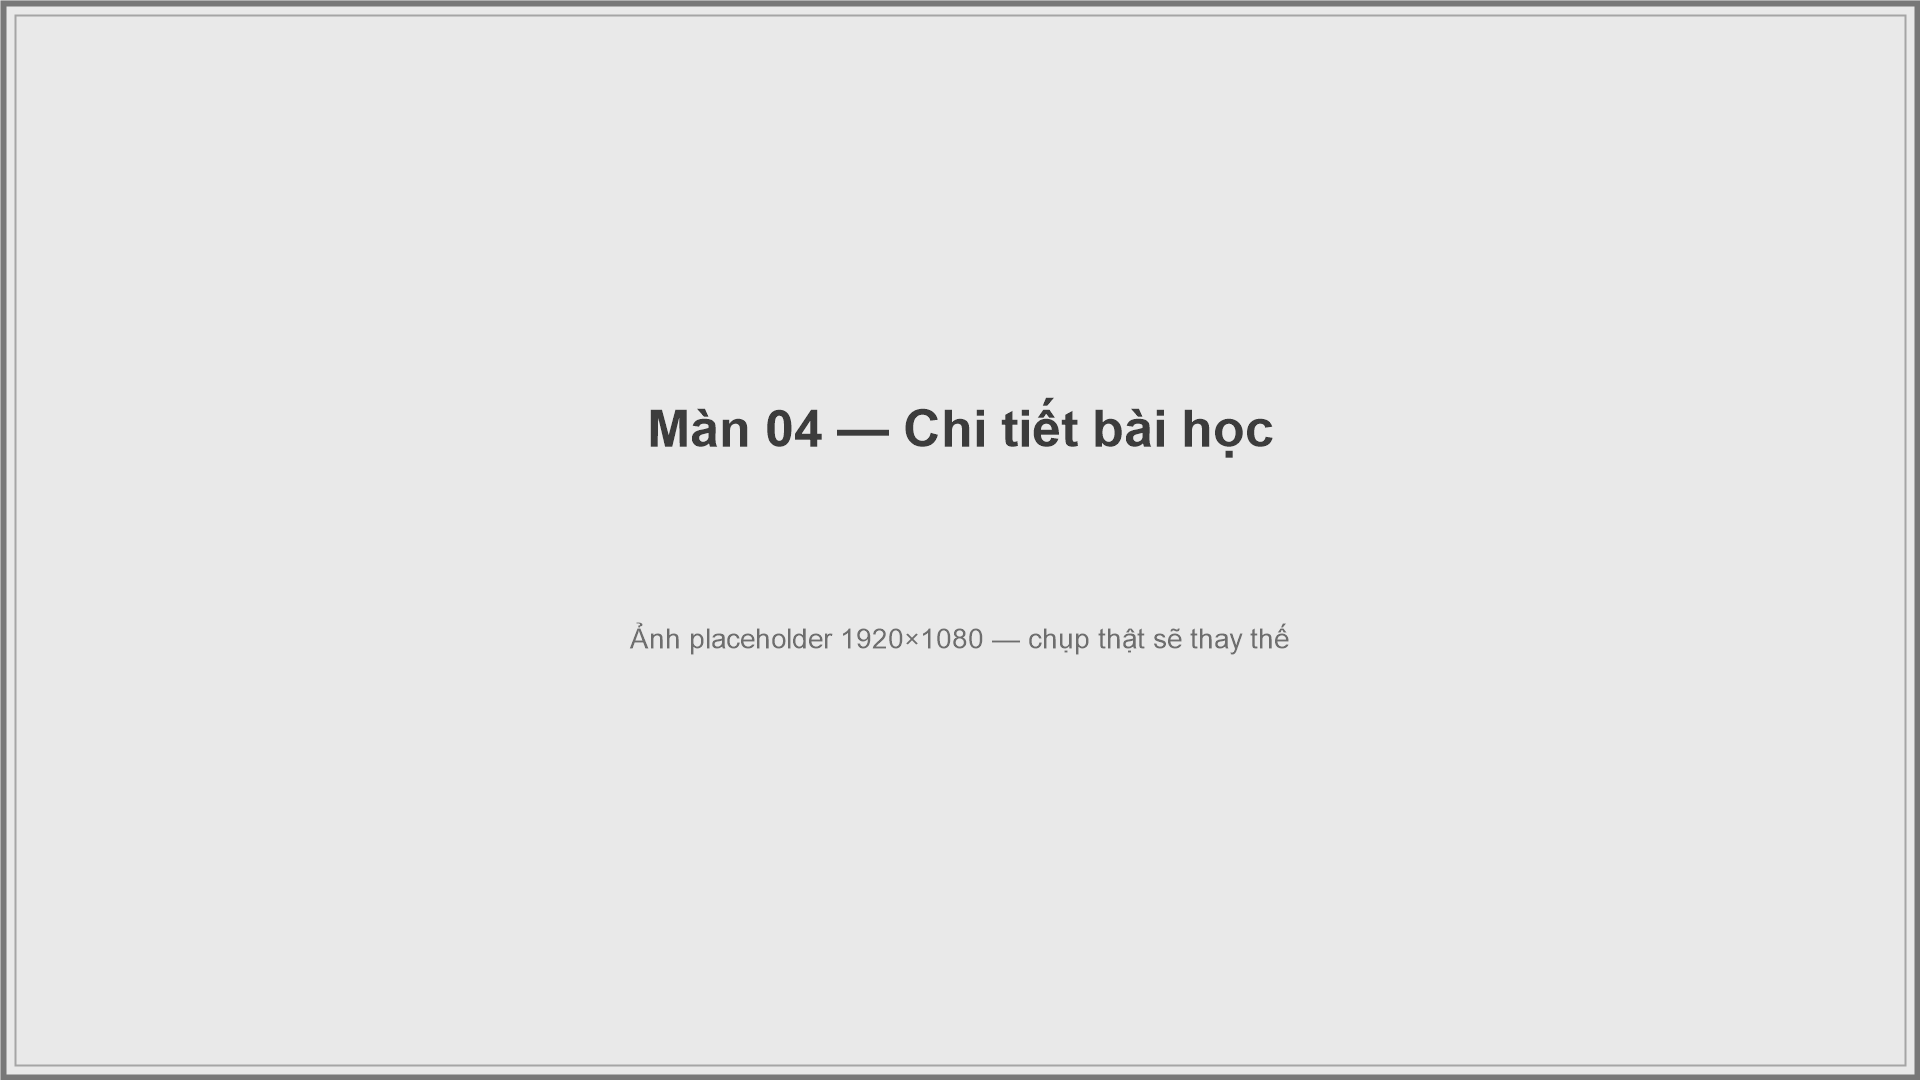 Màn 04 — Chi tiết bài học
Ảnh placeholder 1920×1080 — chụp thật sẽ thay thế